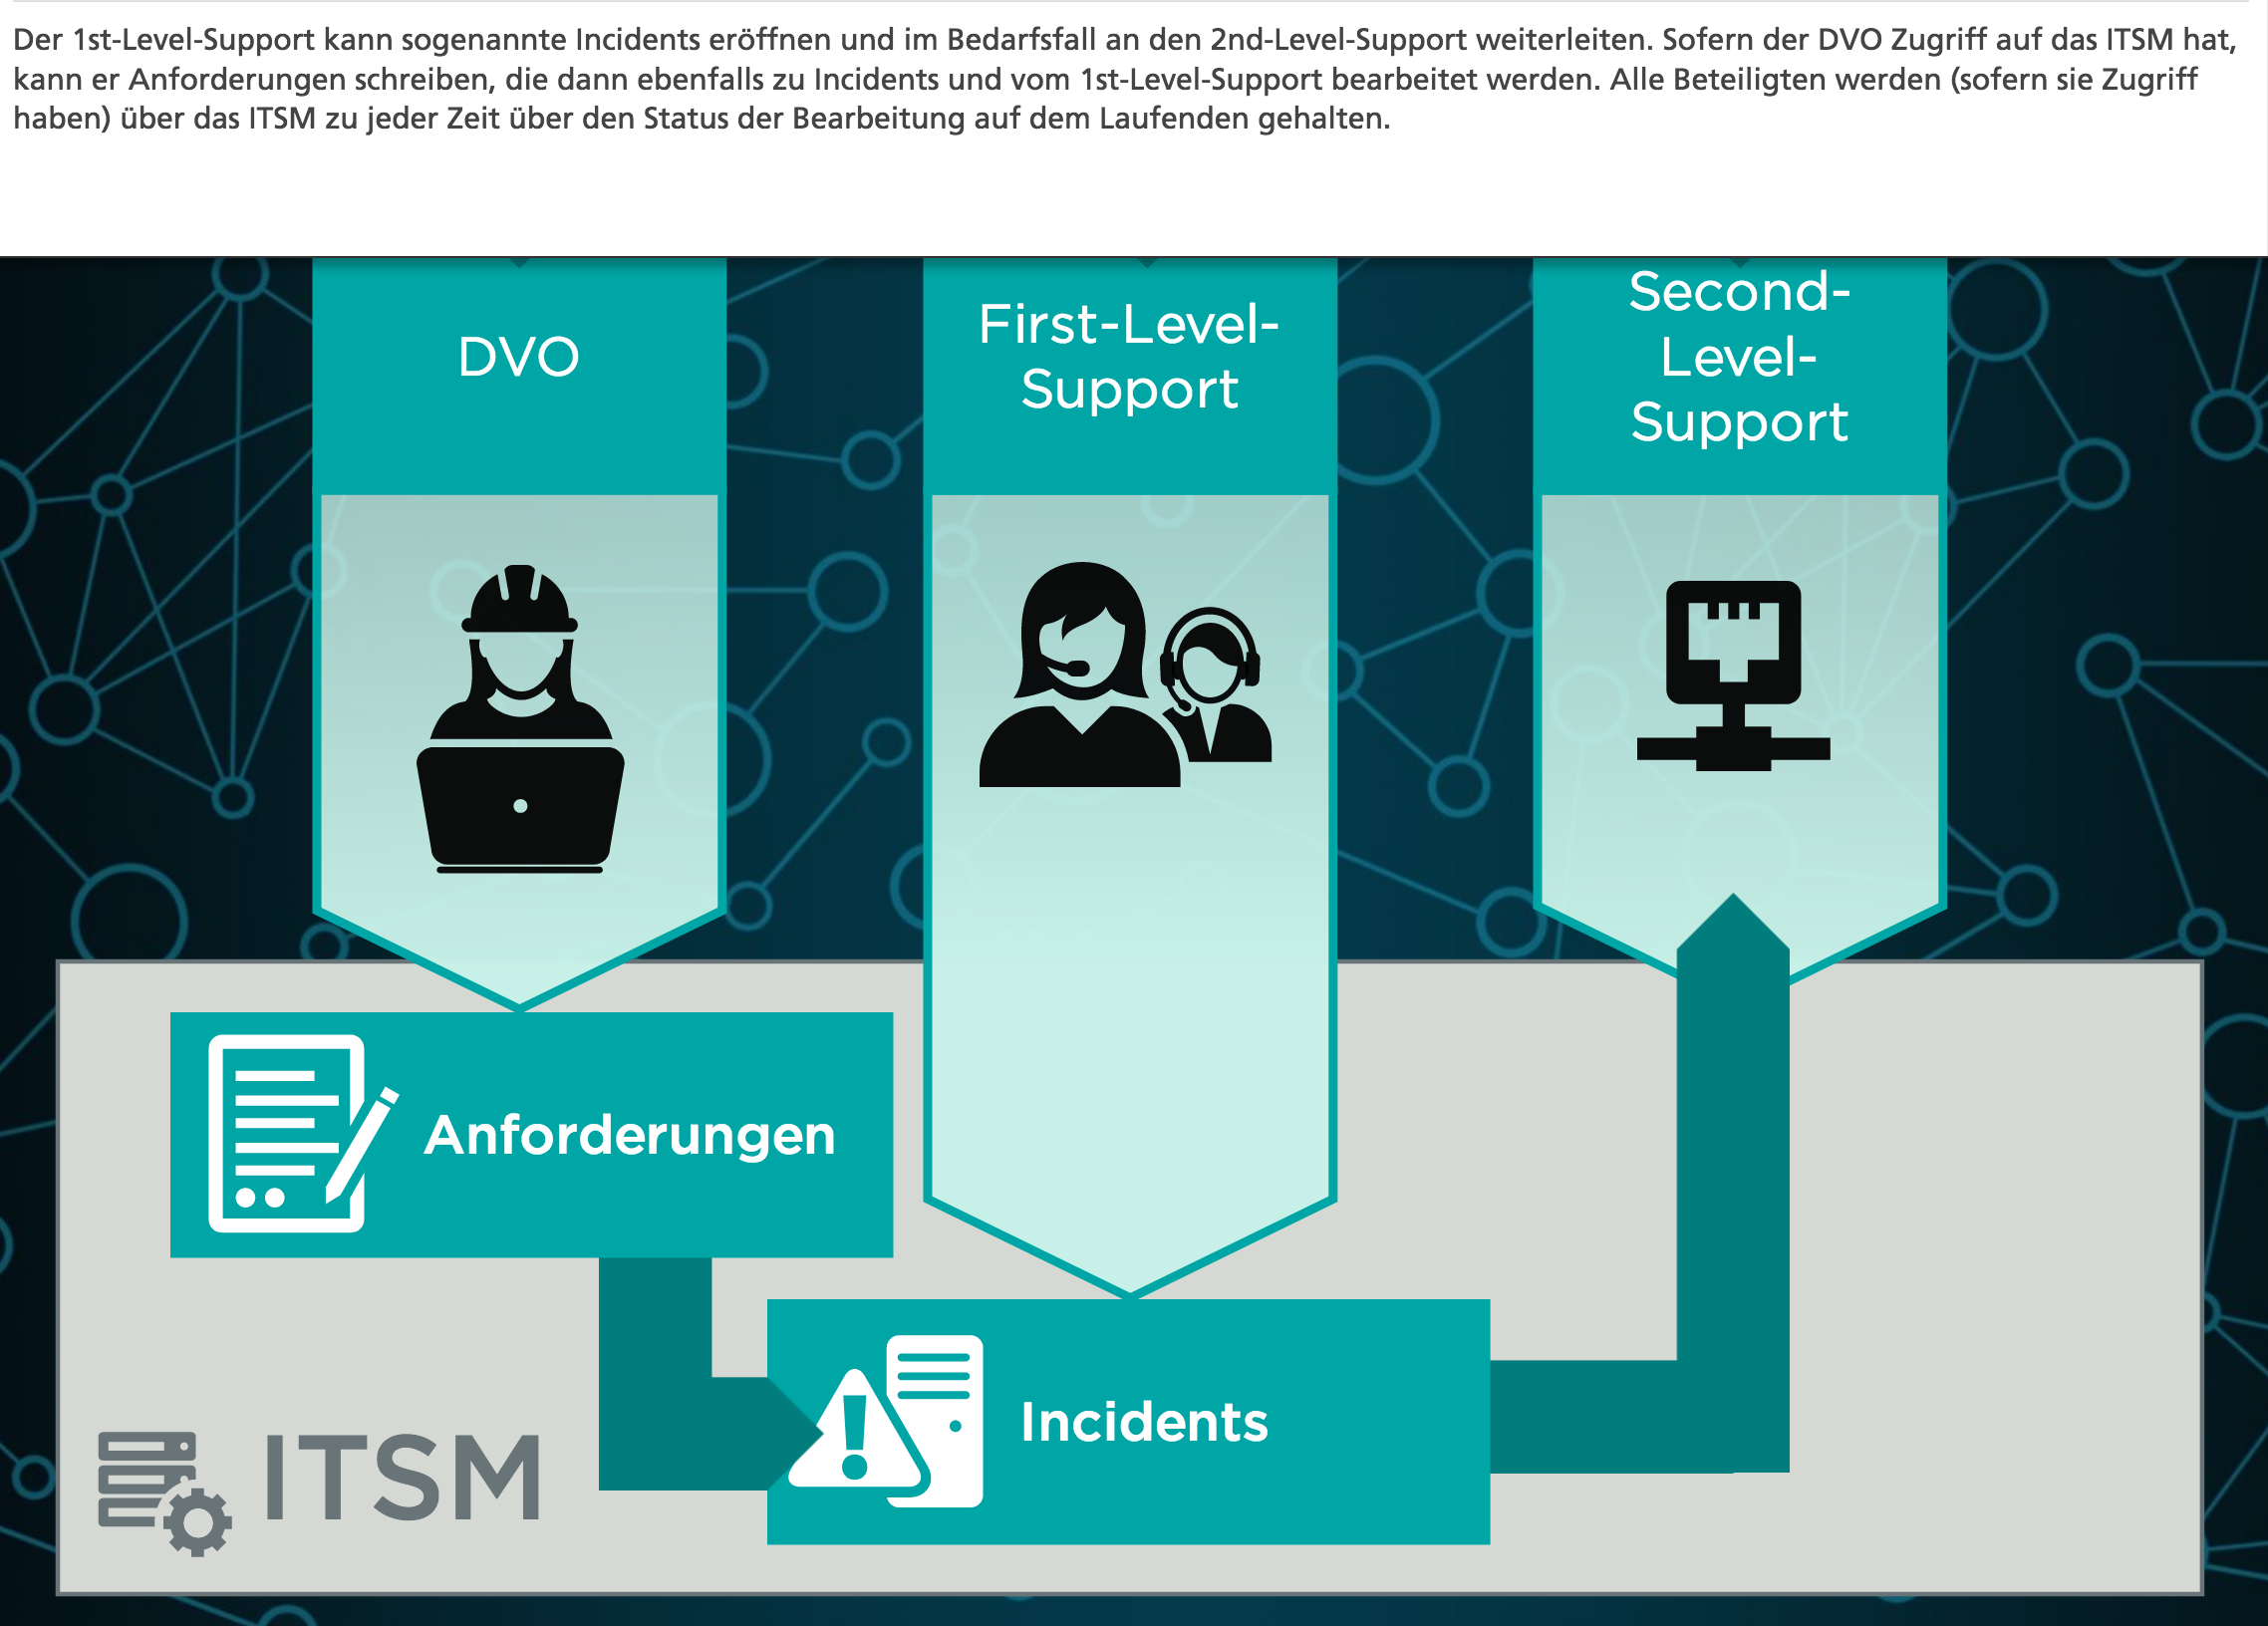 Der 1st-Level-Support kann sogenannte Incidents eröffnen und im Bedarfsfall an den 2nd-Level-Support weiterleiten. Sofern der DVO Zugriff auf das ITSM hat,
kann er Anforderungen schreiben, die dann ebenfalls zu Incidents und vom 1st-Level-Support bearbeitet werden. Alle Beteiligten werden (sofern sie Zugriff
haben) über das ITSM zu jeder Zeit über den Status der Bearbeitung auf dem Laufenden gehalten.
DVO
First-Level-
Support
Second-
Level-
Support
Anforderungen
Incidents
ITSM